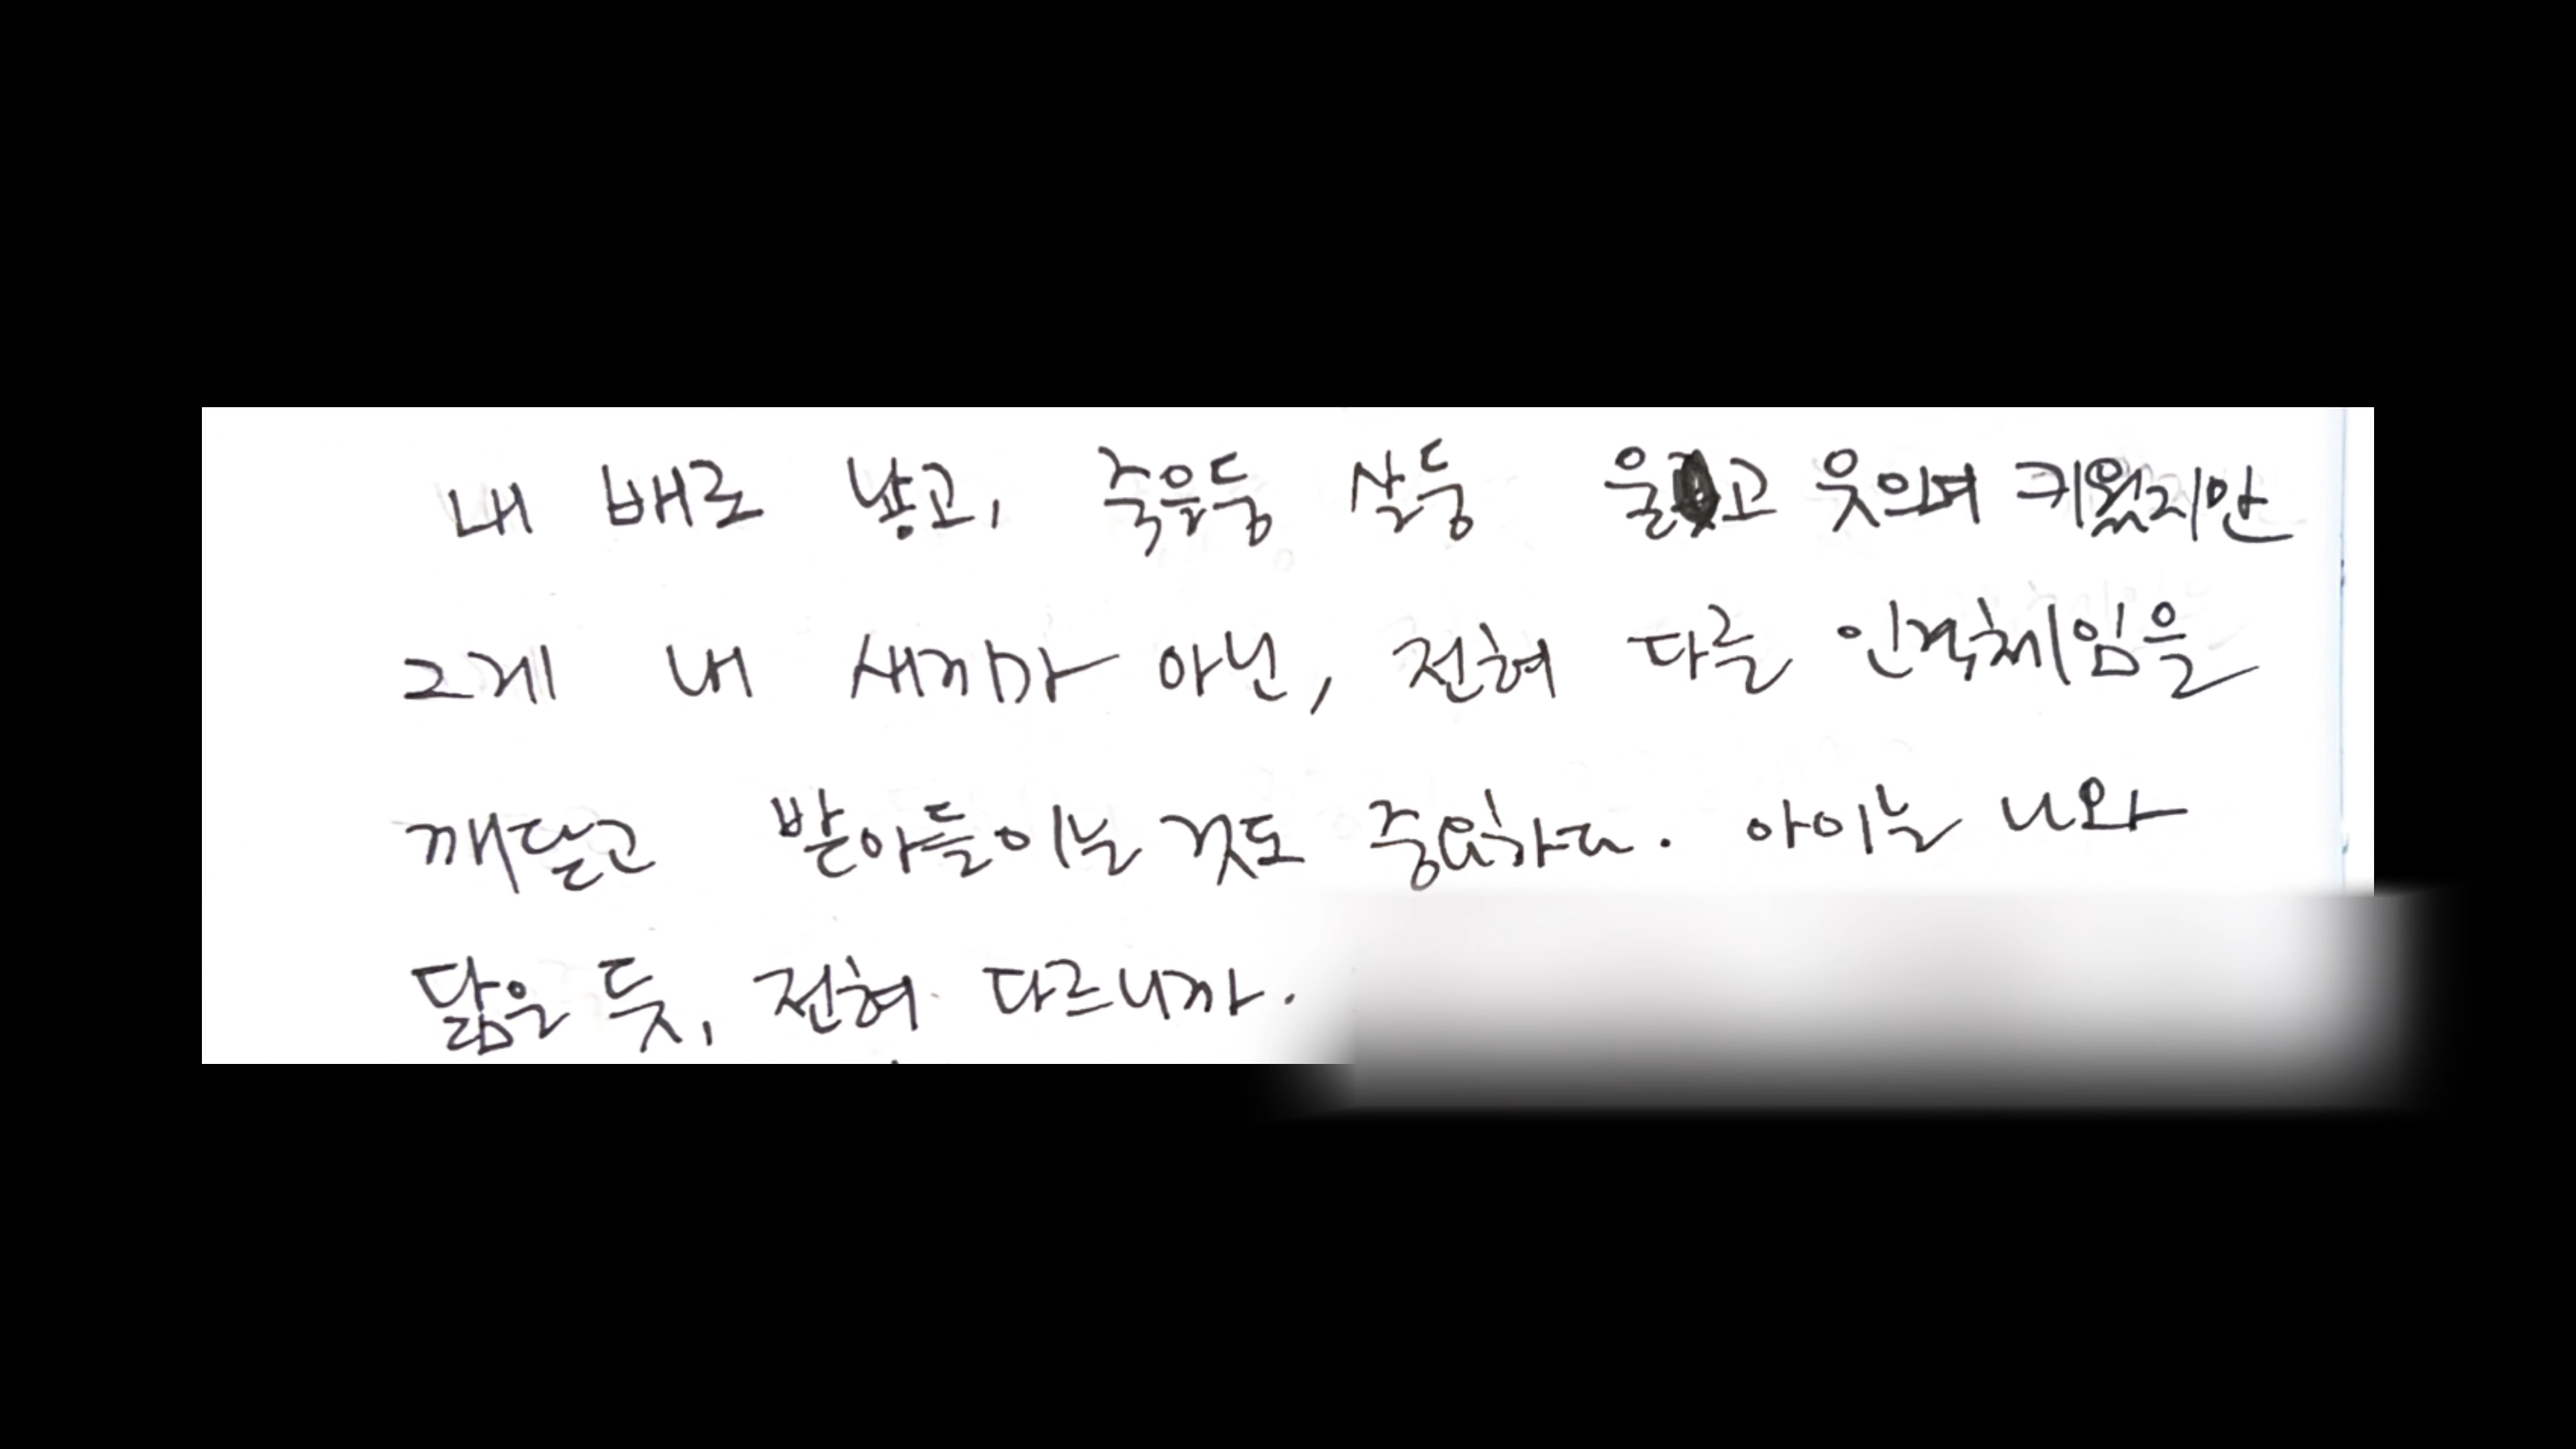 내 배로 낳고, 죽을둥 살둥 울고 웃으며 키웠지만
그게 내 새끼가 아닌, 전혀 다른 인격체임을
깨닫고 받아들이는 것도 중요하다. 아이는 나와
닮은 듯, 전혀 다르니까.